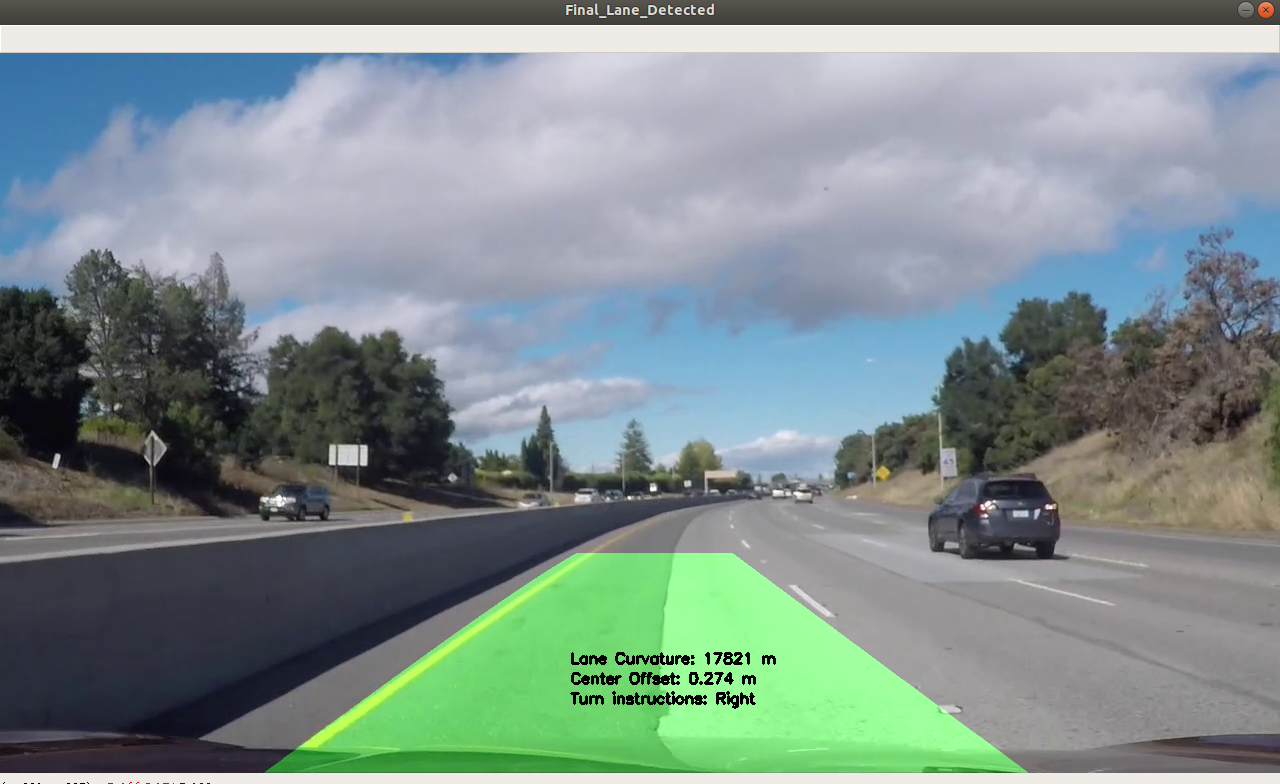 Final_Lane_Detected
Lane Curvature: 17821 m
Center Offset: 0.274 m
Turn instructions: Right